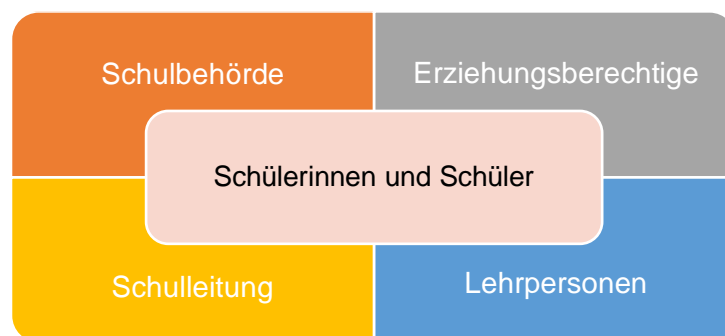 Schulbehörde
Erziehungsberechtige
Schülerinnen und Schüler
Schulleitung
Lehrpersonen